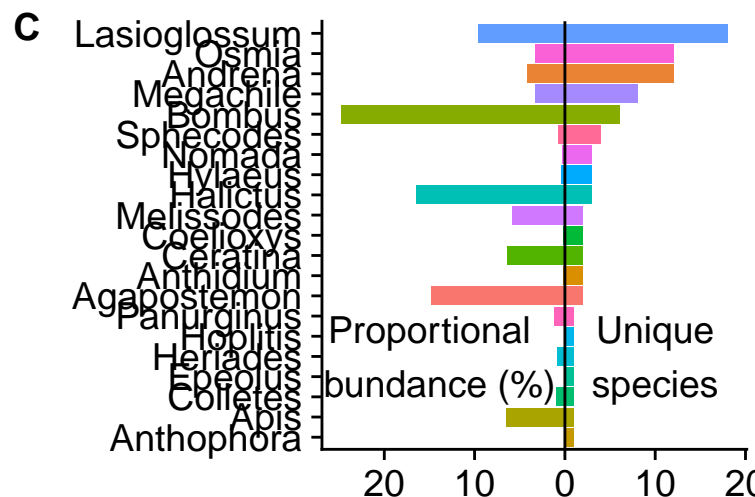 C
Lasioglossum
Osmia
Andrena
Megachile
Bombus
Sphecodes
Nomada
Hylaeus
Halictus
Melissodes
Coelioxys
Ceratina
Anthidium
Agapostemon
Panurginus
Hoplitis
Heriades
Epeolus
Colletes
Apis
Anthophora
Proportional Unique
bundance (%) species
20 10 0 10 20